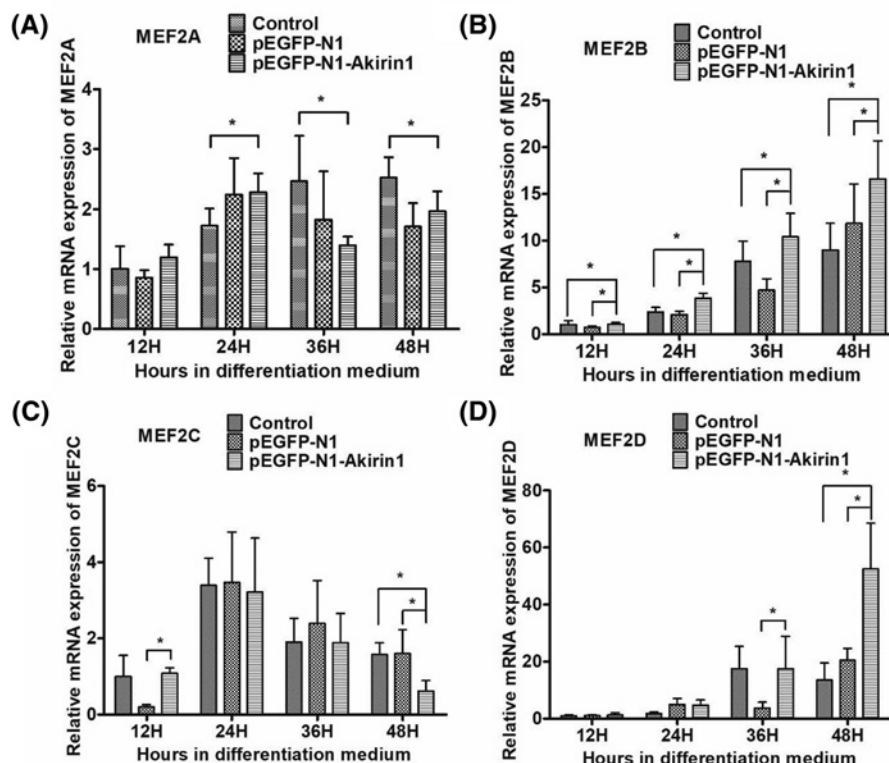 (A)
MEF2A
Control
pEGFP-N1
pEGFP-N1-Akirin1
Relative mRNA expression of MEF2A
4
3
2
1
0
*
*
*
12H 24H 36H 48H
Hours in differentiation medium
(B)
MEF2B
Control
pEGFP-N1
pEGFP-N1-Akirin1
Relative mRNA expression of MEF2B
25
20
15
10
5
0
*
*
*
*
*
*
*
*
12H 24H 36H 48H
Hours in differentiation medium
(C)
MEF2C
Control
pEGFP-N1
pEGFP-N1-Akirin1
Relative mRNA expression of MEF2C
6
4
2
0
*
*
*
12H 24H 36H 48H
Hours in differentiation medium
(D)
MEF2D
Control
pEGFP-N1
pEGFP-N1-Akirin1
Relative mRNA expression of MEF2D
80
60
40
20
0
*
*
*
12H 24H 36H 48H
Hours in differentiation medium